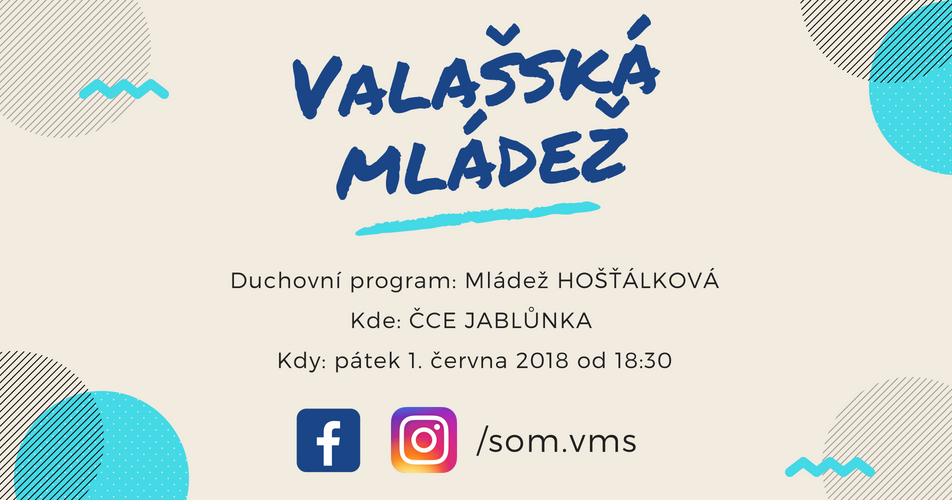 VALAŠSKÁ
MLÁDEŽ
Duchovní program: Mládež HOŠŤÁLKOVÁ
Kde: ČCE JABLŮNKA
Kdy: pátek 1. června 2018 od 18:30
/som.vms